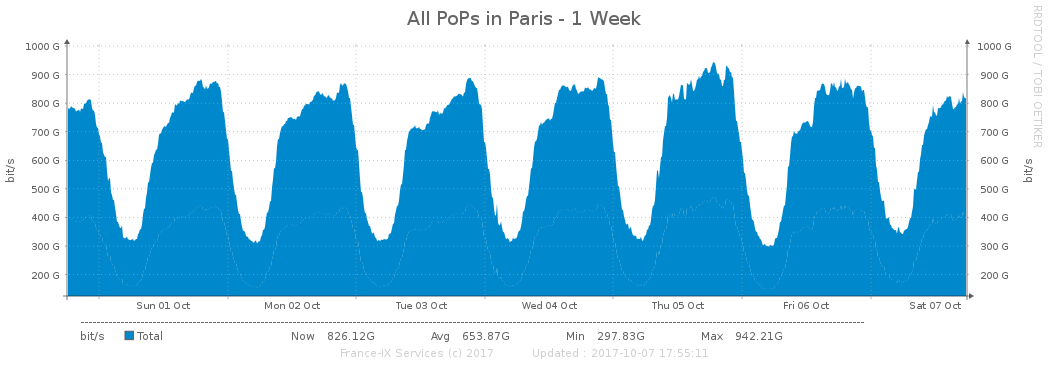 All PoPs in Paris - 1 Week
RRDTOOL / TOBI OETIKER
1000 G 1000 G
900 G 900 G
800 G 800 G
700 G 700 G
600 G 600 G
500 G 500 G
400 G 400 G
300 G 300 G
200 G 200 G
bit/s bit/s
Sun 01 Oct Mon 02 Oct Tue 03 Oct Wed 04 Oct Thu 05 Oct Fri 06 Oct Sat 07 Oct
bit/s Total Now 826.12G Avg 653.87G Min 297.83G Max 942.21G
France-IX Services (c) 2017 Updated : 2017-10-07 17:55:11